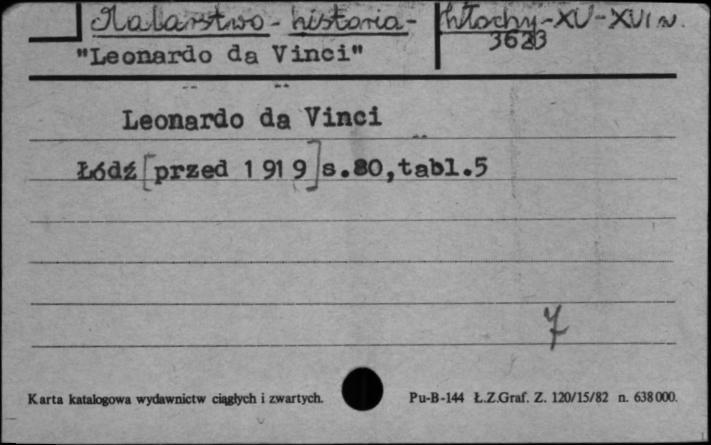 Malarstwo - historia - Włochy - XV - XVI w.
3623
"Leonardo da Vinci"
Leonardo da Vinci
Łódź [przed 1919] s.80, tabl.5
7
Karta katalogowa wydawnictw ciągłych i zwartych.
Pu-B-144 Ł.Z.Graf. Z. 120/15/82 n. 638000.